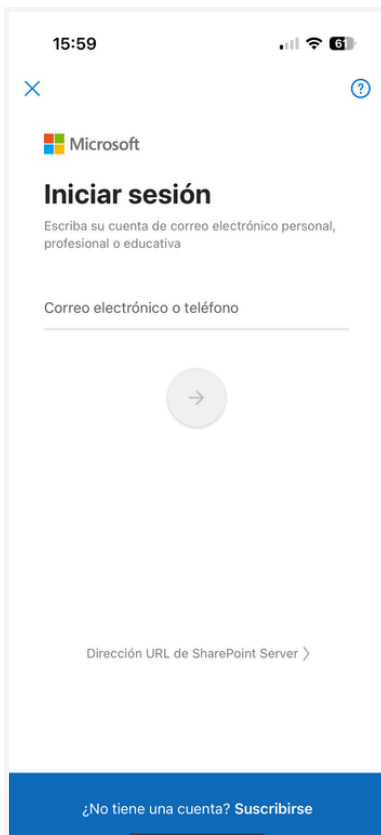 15:59
61
Microsoft
Iniciar sesión
Escriba su cuenta de correo electrónico personal,
profesional o educativa
Correo electrónico o teléfono
Dirección URL de SharePoint Server
¿No tiene una cuenta? Suscribirse